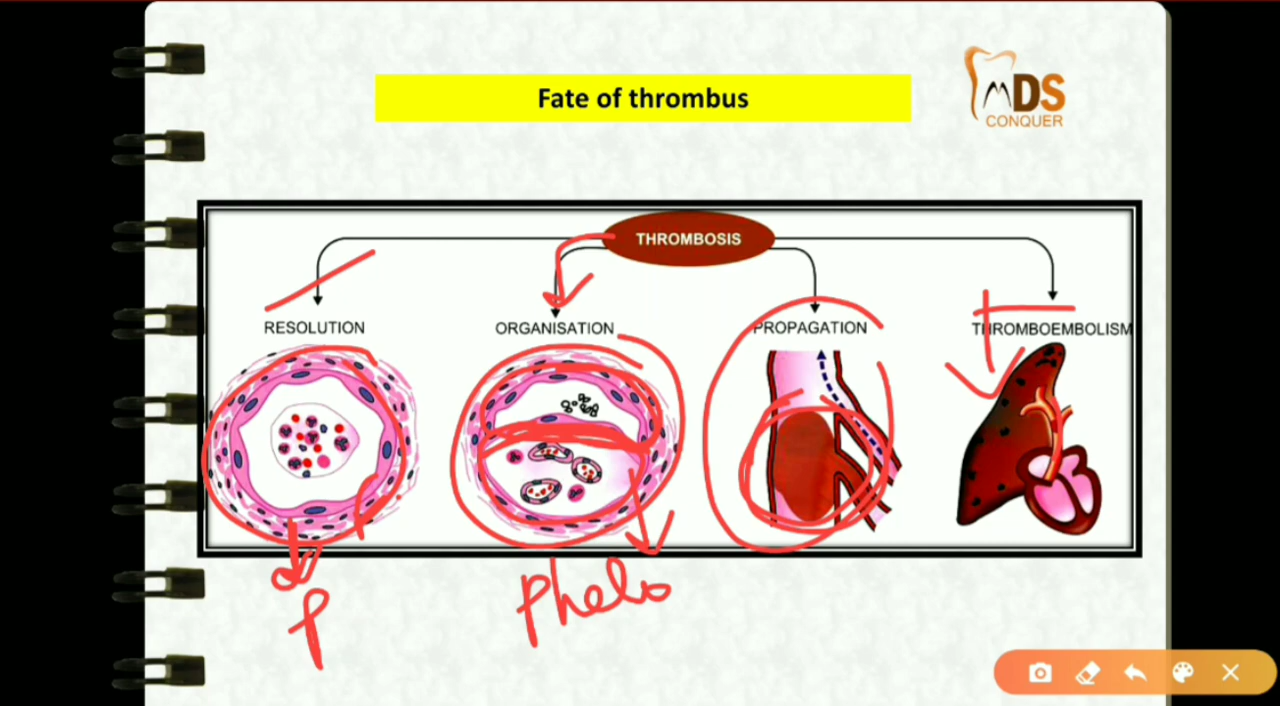 Fate of thrombus
MDS
CONQUER
THROMBOSIS
RESOLUTION
ORGANISATION
PROPAGATION
THROMBOEMBOLISM
P
Phelo